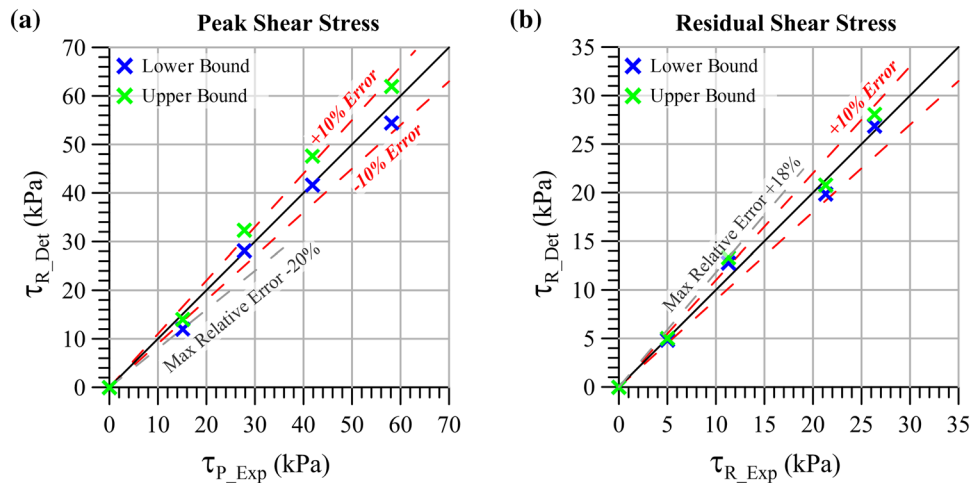 (a)
Peak Shear Stress
70
60
50
40
30
20
10
0
τR_Det (kPa)
Lower Bound
Upper Bound
+10% Error
-10% Error
Max Relative Error -20%
0 10 20 30 40 50 60 70
τP_Exp (kPa)
(b)
Residual Shear Stress
35
30
25
20
15
10
5
0
τR_Det (kPa)
Lower Bound
Upper Bound
+10% Error
Max Relative Error +18%
0 5 10 15 20 25 30 35
τR_Exp (kPa)